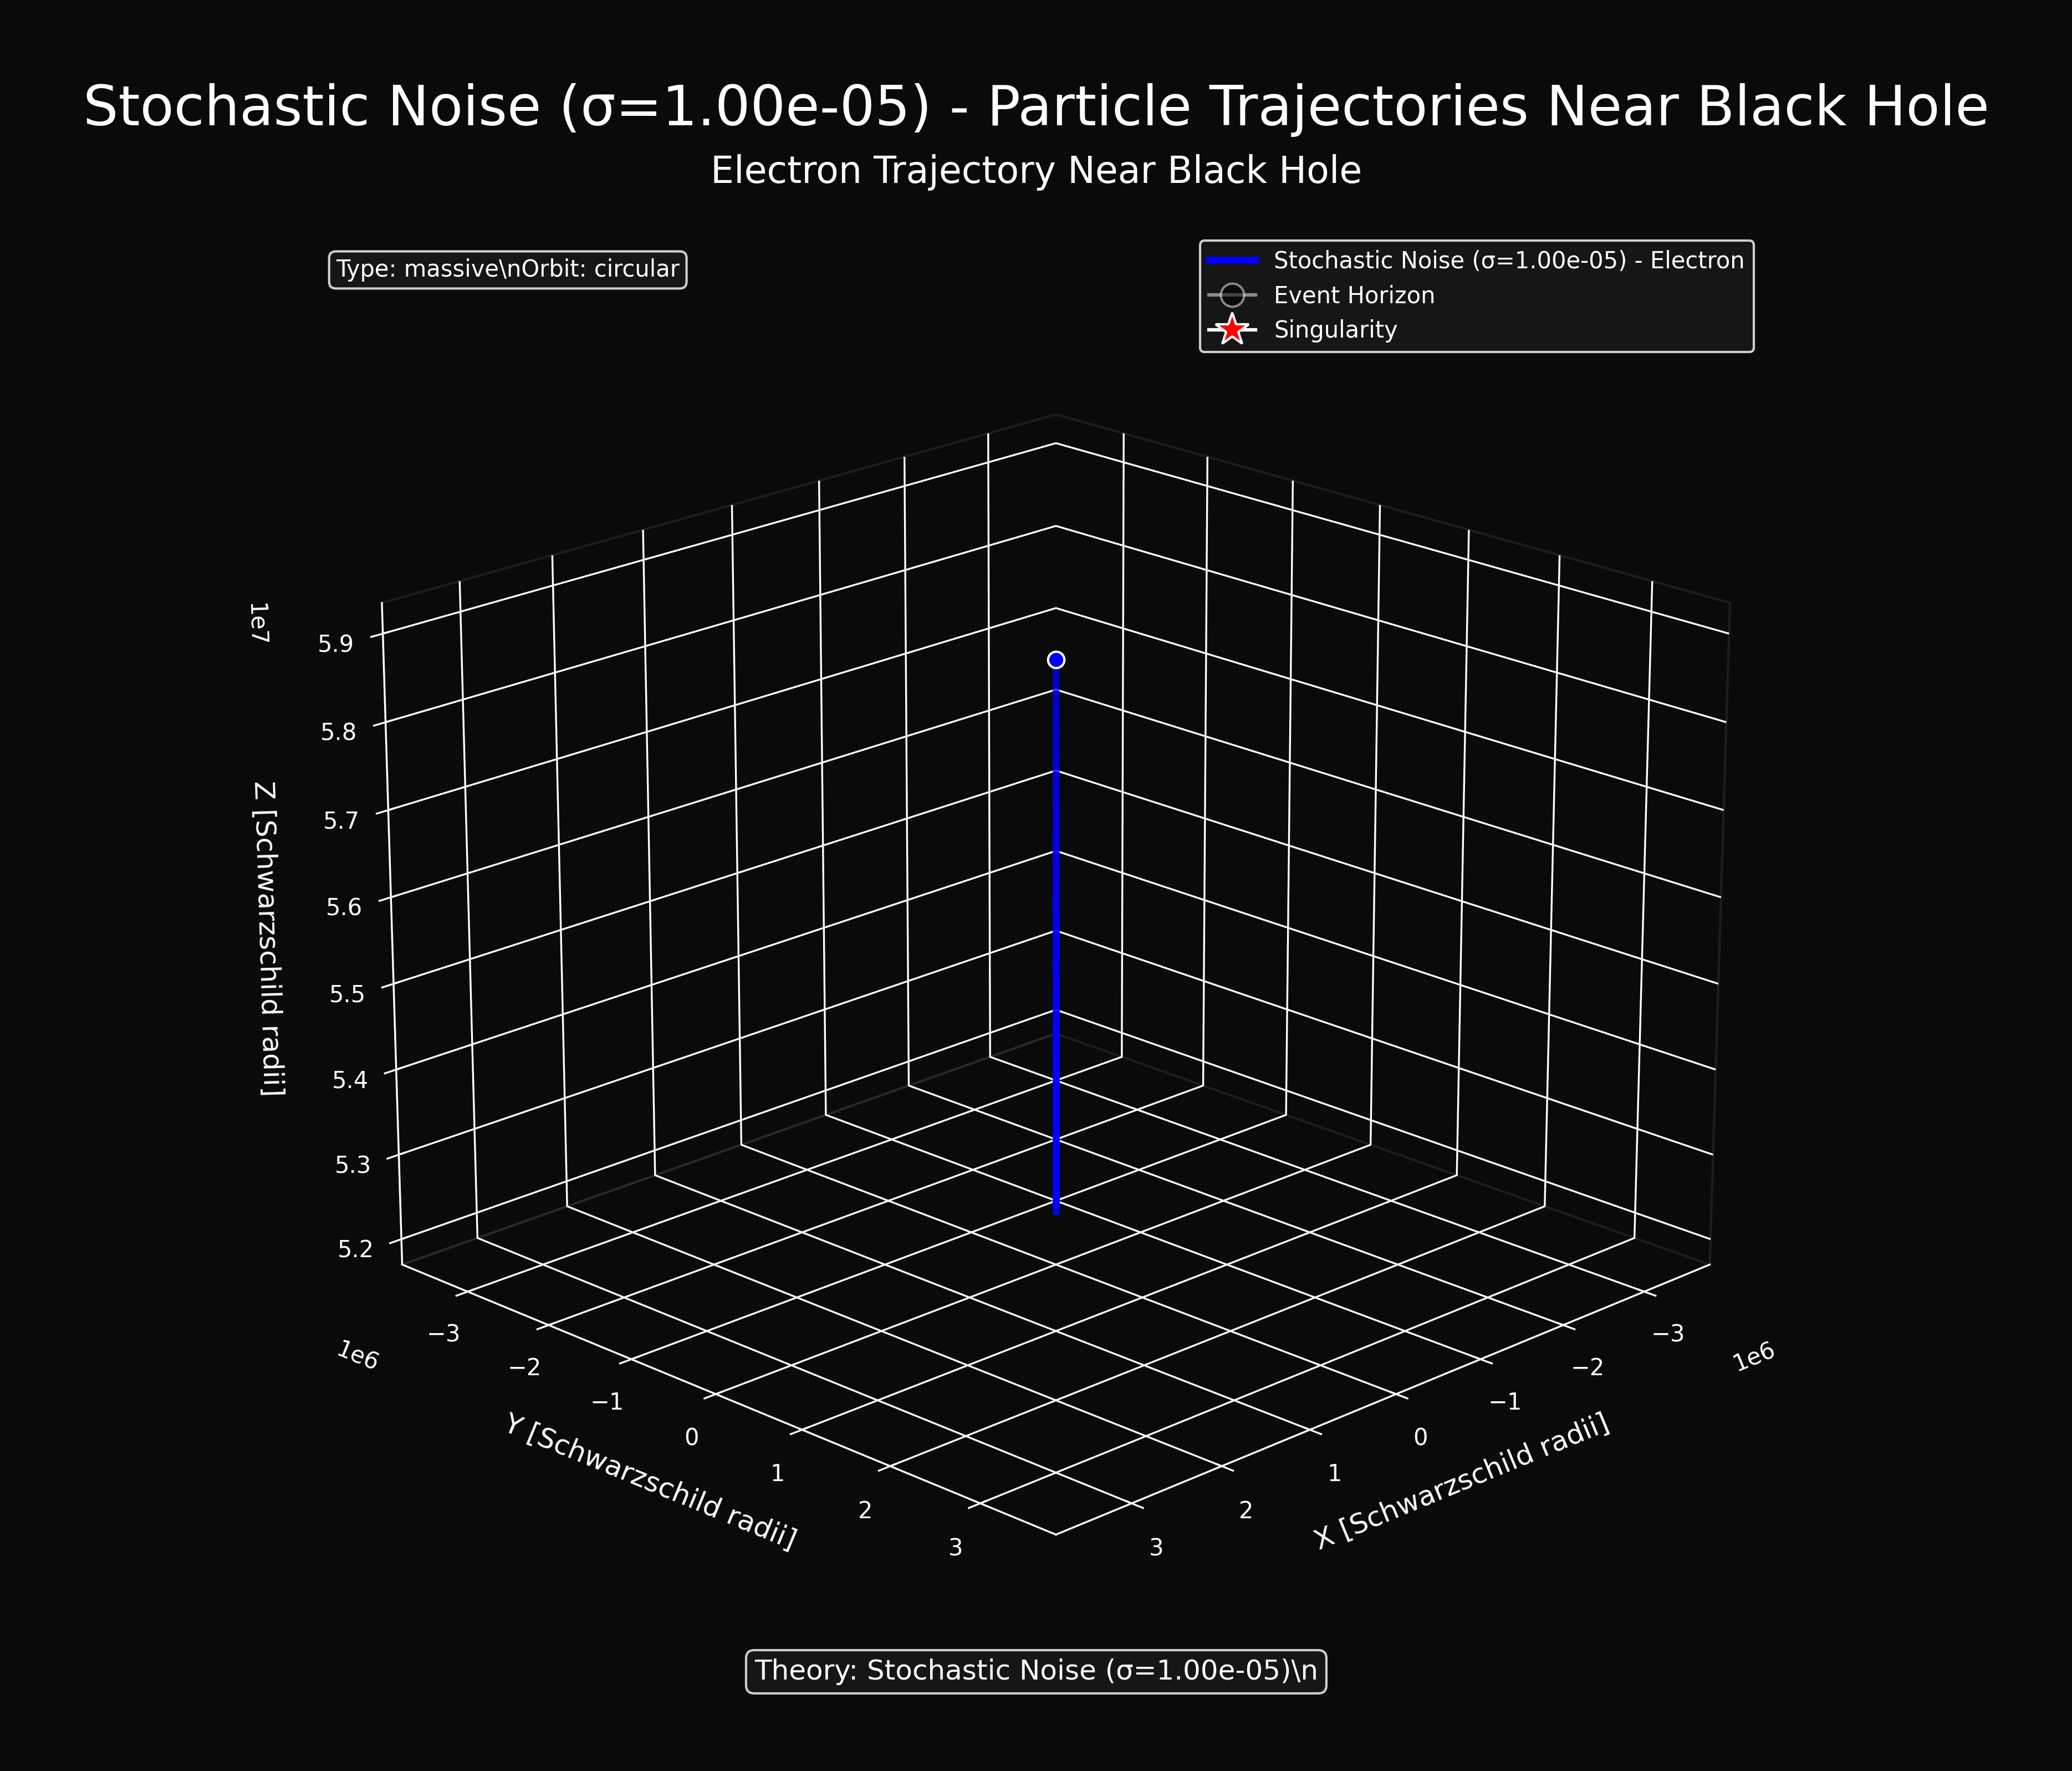 Stochastic Noise (σ=1.00e-05) - Particle Trajectories Near Black Hole
Electron Trajectory Near Black Hole
Type: massive\nOrbit: circular
Stochastic Noise (σ=1.00e-05) - Electron
Event Horizon
Singularity
1e7
5.9
5.8
5.7
5.6
5.5
5.4
5.3
5.2
Z [Schwarzschild radii]
1e6
−3
−2
−1
0
1
2
3
Y [Schwarzschild radii]
3
2
1
0
−1
−2
−3
1e6
X [Schwarzschild radii]
Theory: Stochastic Noise (σ=1.00e-05)\n